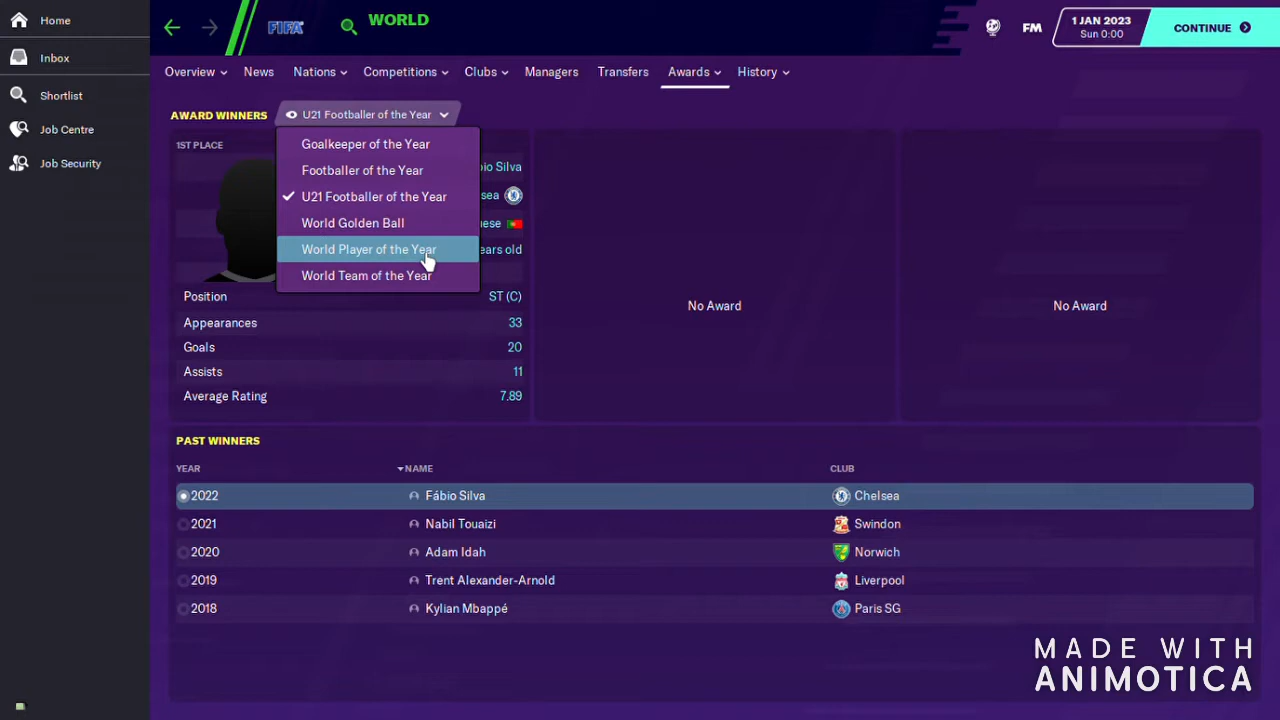 Home
Inbox
Shortlist
Job Centre
Job Security
FIFA
WORLD
FM
1 JAN 2023
Sun 0:00
CONTINUE
Overview News Nations Competitions Clubs Managers Transfers Awards History
AWARD WINNERS
U21 Footballer of the Year
Goalkeeper of the Year
Footballer of the Year
U21 Footballer of the Year
World Golden Ball
World Player of the Year
World Team of the Year
1ST PLACE
Silva
old
Position ST (C)
Appearances 33
Goals 20
Assists 11
Average Rating 7.89
No Award
No Award
PAST WINNERS
YEAR NAME CLUB
2022 Fábio Silva Chelsea
2021 Nabil Touaizi Swindon
2020 Adam Idah Norwich
2019 Trent Alexander-Arnold Liverpool
2018 Kylian Mbappé Paris SG
MADE WITH
ANIMOTICA